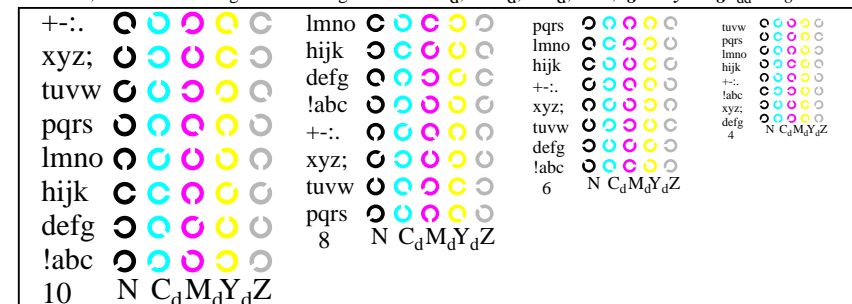 +-:.
xyz;
tuvw
pqrs
lmno
hijk
defg
!abc
10 N CdMdYdZ
lmno
hijk
defg
!abc
+-:.
xyz;
tuvw
pqrs
8 N CdMdYdZ
pqrs
lmno
hijk
+-:.
xyz;
tuvw
defg
!abc
6 N CdMdYdZ
tuvw
pqrs
lmno
hijk
+-:.
!abc
xyz;
defg
4 N CdMdYdZ